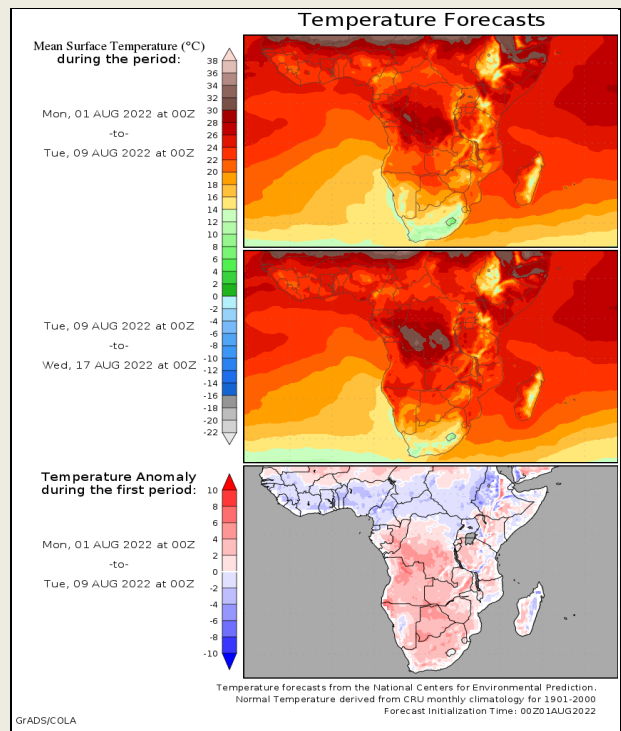 Temperature Forecasts
Mean Surface Temperature (°C)
during the period:
Mon, 01 AUG 2022 at 00Z
-to-
Tue, 09 AUG 2022 at 00Z
38
36
34
32
30
28
26
24
22
20
18
16
14
12
10
8
6
4
2
0
-2
-4
-6
-8
-10
-12
-14
-16
-18
-20
-22
Tue, 09 AUG 2022 at 00Z
-to-
Wed, 17 AUG 2022 at 00Z
Temperature Anomaly
during the first period:
Mon, 01 AUG 2022 at 00Z
-to-
Tue, 09 AUG 2022 at 00Z
10
8
6
4
2
0
-2
-4
-6
-8
-10
Temperature forecasts from the National Centers for Environmental Prediction.
Normal Temperature derived from CRU monthly climatology for 1901-2000
Forecast Initialization Time: 00Z01AUG2022
GrADS/COLA